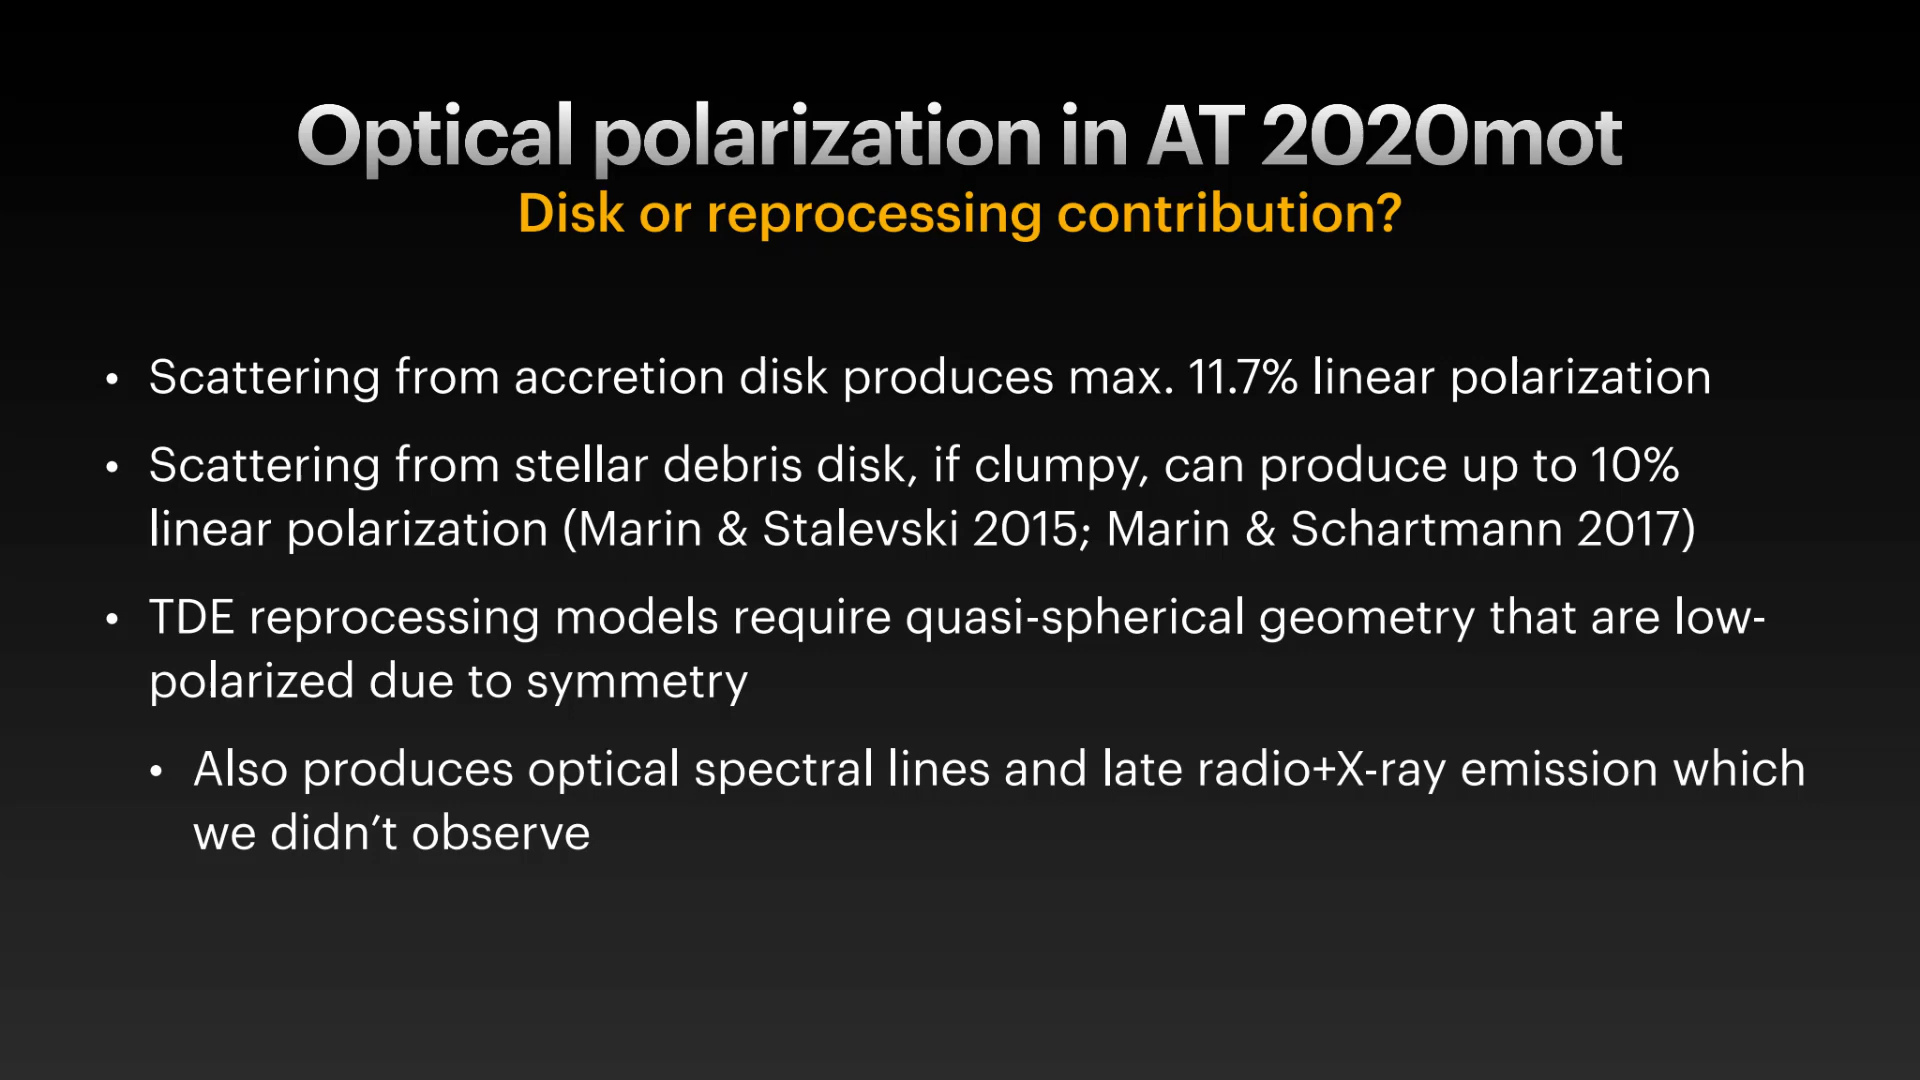 Optical polarization in AT 2020mot
Disk or reprocessing contribution?
• Scattering from accretion disk produces max. 11.7% linear polarization
• Scattering from stellar debris disk, if clumpy, can produce up to 10%
linear polarization (Marin & Stalevski 2015; Marin & Schartmann 2017)
• TDE reprocessing models require quasi-spherical geometry that are low-
polarized due to symmetry
• Also produces optical spectral lines and late radio+X-ray emission which
we didn’t observe